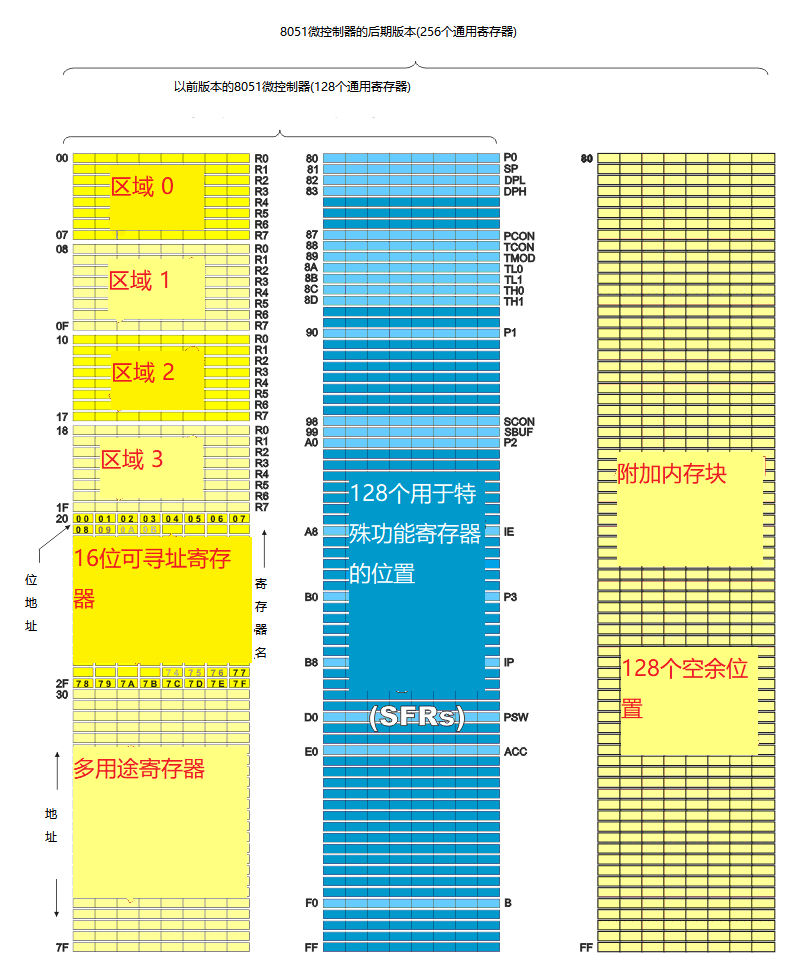 8051微控制器的后期版本(256个通用寄存器)
以前版本的8051微控制器(128个通用寄存器)
00 R0
R1
区域 0
R2
R3
R4
R5
R6
07 R7
08 R0
R1
区域 1
R2
R3
R4
R5
R6
0F R7
10 R0
R1
R2
区域 2
R3
R4
R5
R6
17 R7
18 R0
R1
R2
区域 3
R3
R4
R5
R6
1F R7
20 00 01 02 03 04 05 06 07
08 09 0A 0B
16位可寻址寄存
器
位
地
址
寄
存
器
名
74 75 76 77
2F 78 79 7A 7B 7C 7D 7E 7F
30
多用途寄存器
地
址
7F
80 P0
81 SP
82 DPL
83 DPH
87 PCON
88 TCON
89 TMOD
8A TL0
8B TL1
8C TH0
8D TH1
90 P1
98 SCON
99 SBUF
A0 P2
128个用于特
殊功能寄存器
的位置
A8 IE
B0 P3
B8 IP
(SFRs)
D0 PSW
E0 ACC
F0 B
FF
80
附加内存块
128个空余位
置
FF